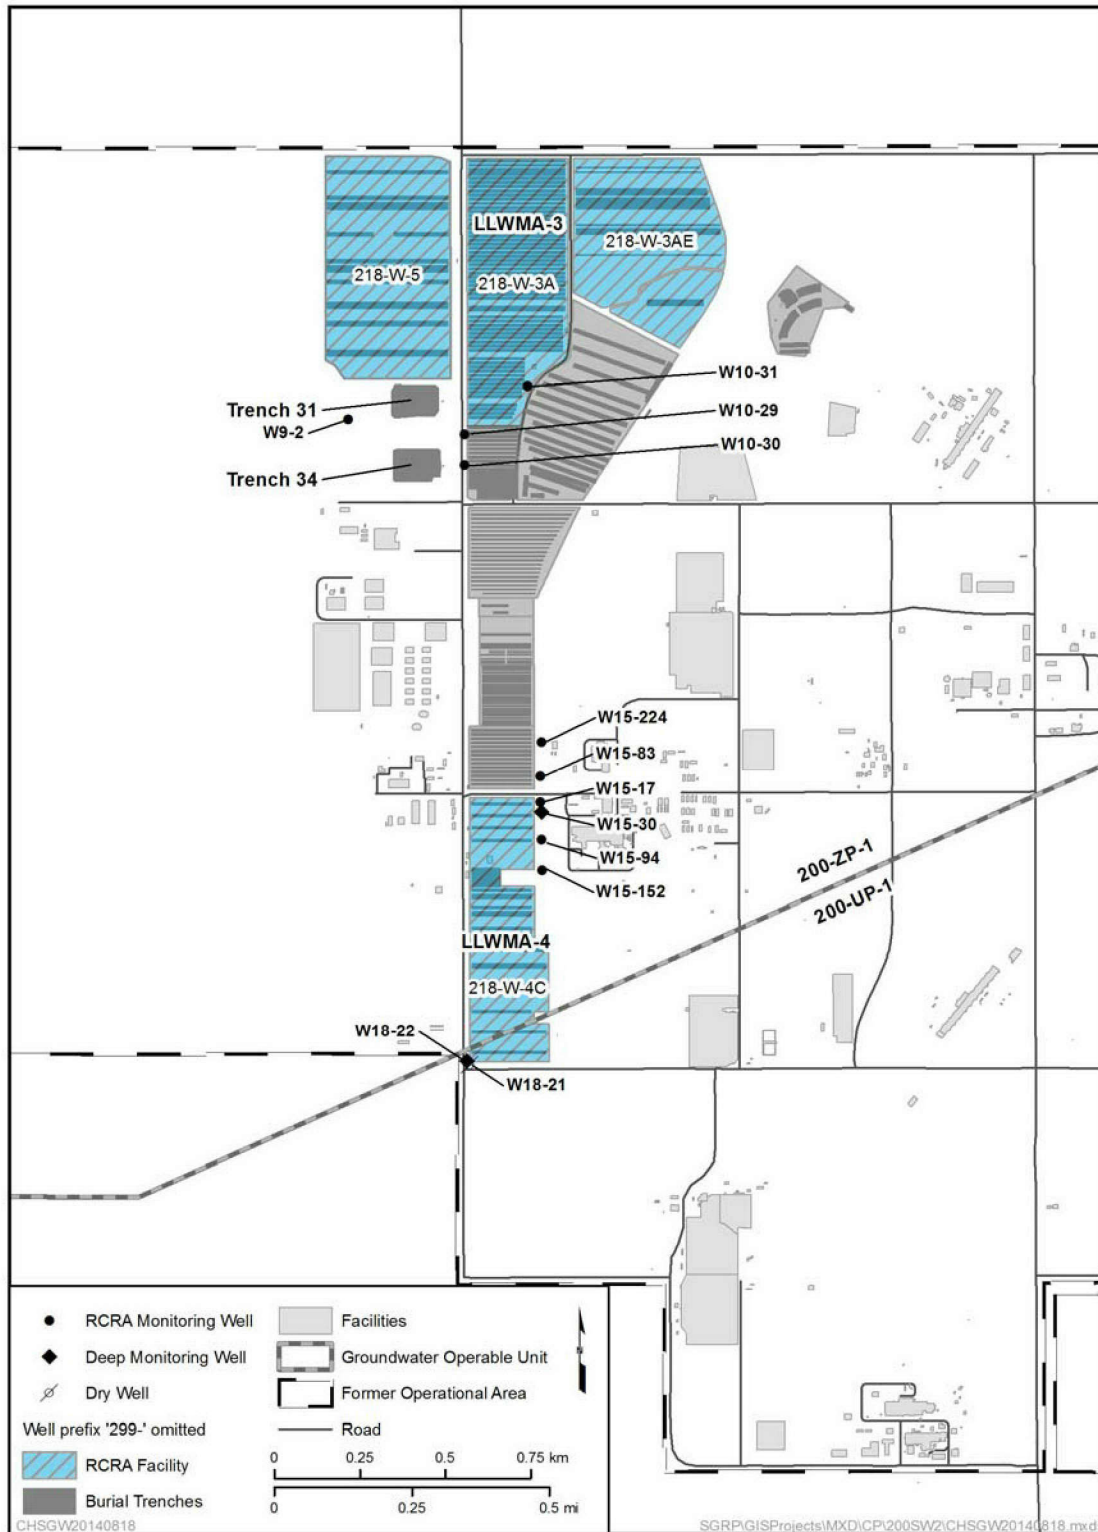 LLWMA-3
218-W-3AE
218-W-5
218-W-3A
W10-31
Trench 31
W10-29
W9-2
W10-30
Trench 34
W15-224
W15-83
W15-17
W15-30
200-ZP-1
W15-94
200-UP-1
W15-152
LLWMA-4
218-W-4C
W18-22
W18-21
RCRA Monitoring Well
Deep Monitoring Well
Dry Well
Well prefix '299-' omitted
RCRA Facility
Burial Trenches
Facilities
Groundwater Operable Unit
Former Operational Area
Road
0 0.25 0.5 0.75 km
0 0.25 0.5 mi
CHSGW20140818
SGRP\GISProjects\MXD\CP\200SW2\CHSGW20140818.mxd